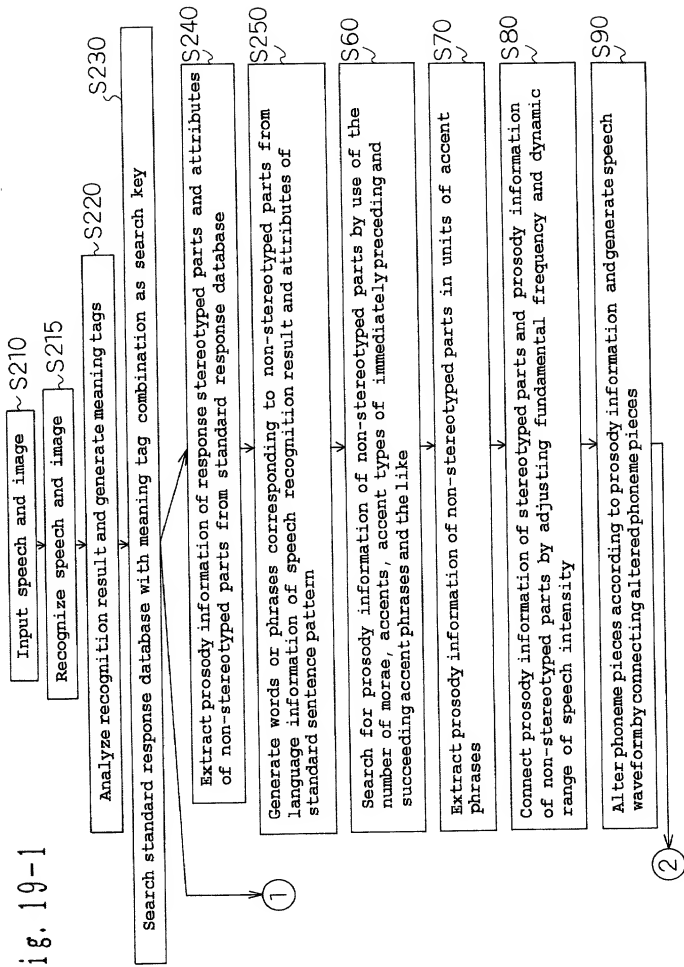 ig. 19-1
Input speech and image
S210
Recognize speech and image
S215
Analyze recognition result and generate meaning tags
S220
Search standard response database with meaning tag combination as search key
S230
1
Extract prosody information of response stereotyped parts and attributes
of non-stereotyped parts from standard response database
S240
Generate words or phrases corresponding to non-stereotyped parts from
language information of speech recognition result and attributes of
standard sentence pattern
S250
Search for prosody information of non-stereotyped parts by use of the
number of morae, accents, accent types of immediately preceding and
succeeding accent phrases and the like
S60
Extract prosody information of non-stereotyped parts in units of accent
phrases
S70
Connect prosody information of stereotyped parts and prosody information
of non-stereotyped parts by adjusting fundamental frequency and dynamic
range of speech intensity
S80
Alter phoneme pieces according to prosody information and generate speech
waveform by connecting altered phoneme pieces
S90
2